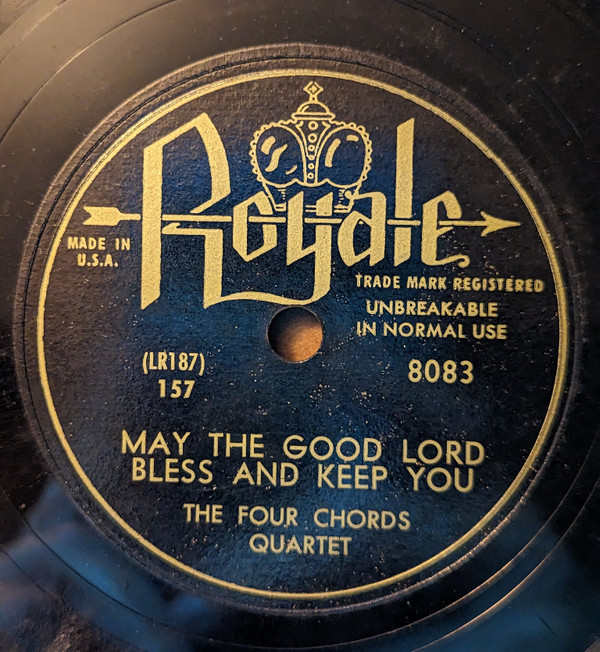 Royale
MADE IN
U.S.A.
TRADE MARK REGISTERED
UNBREAKABLE
IN NORMAL USE
(LR187)
157
8083
MAY THE GOOD LORD
BLESS AND KEEP YOU
THE FOUR CHORDS
QUARTET